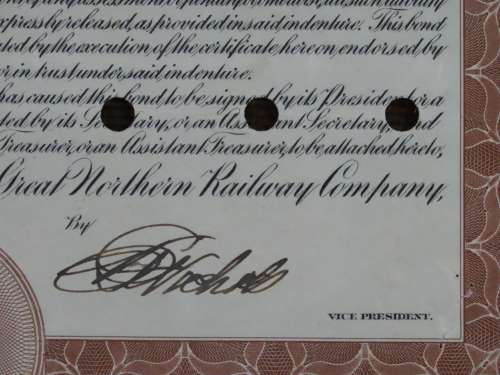 expressly released, as provided in said indenture. This bond
by the execution of the certificate, hereon, endorsed by
or, in trust under said indenture.
has caused this bond, to be signed by its President or a
by its Secretary, or, an Assistant Secretary, and
Treasurer, or an Assistant Treasurer, to be attached hereto,
Great Northern Railway Company,
By
Nichols
VICE PRESIDENT.